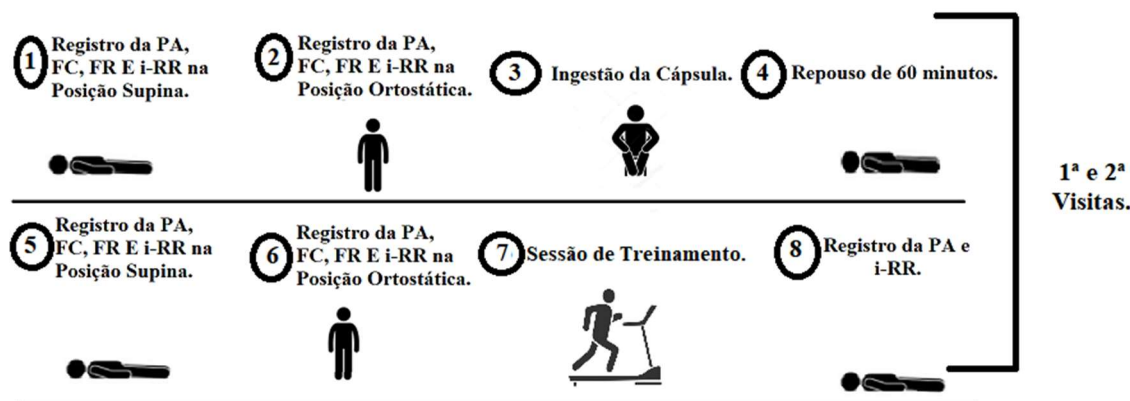 1
Registro da PA,
FC, FR E i-RR na
Posição Supina.
2
Registro da PA,
FC, FR E i-RR na
Posição Ortostática.
3
Ingestão da Cápsula.
4
Repouso de 60 minutos.
5
Registro da PA,
FC, FR E i-RR na
Posição Supina.
6
Registro da PA,
FC, FR E i-RR na
Posição Ortostática.
7
Sessão de Treinamento.
8
Registro da PA e
i-RR.
1ª e 2ª
Visitas.